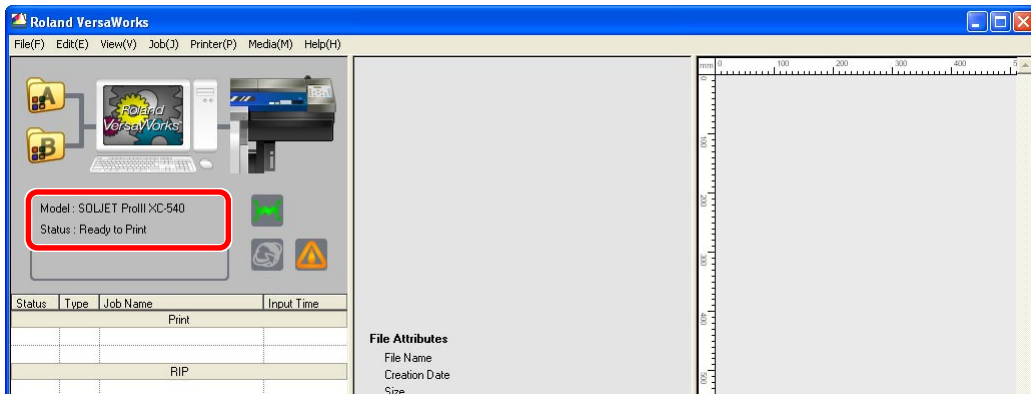 Roland VersaWorks
File(F) Edit(E) View(V) Job(J) Printer(P) Media(M) Help(H)
A
Roland
VersaWorks
B
Model : SOLJET ProIII XC-540
Status : Ready to Print
Status Type Job Name Input Time
Print
RIP
File Attributes
File Name
Creation Date
Size
mm 0 100 200 300 400 5
0
100
200
300
400
500